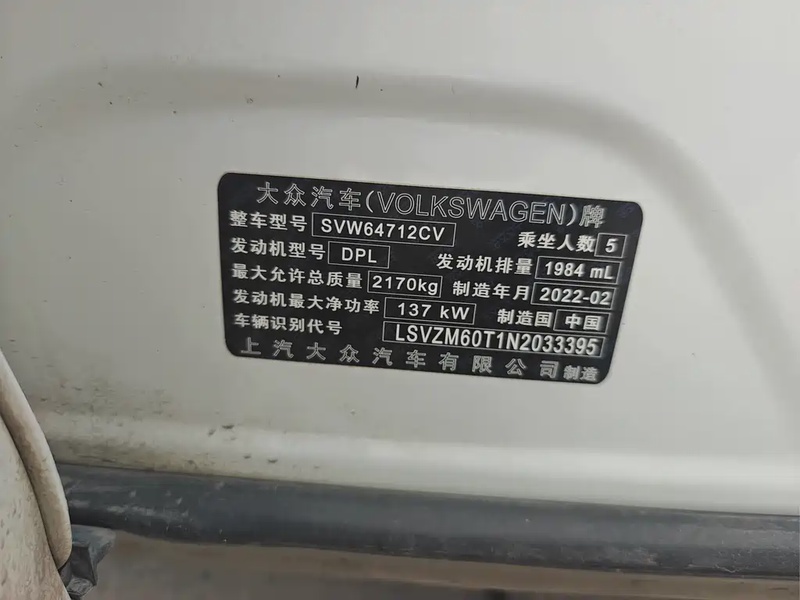 大众汽车(VOLKSWAGEN)牌
整车型号 SVW64712CV 乘坐人数 5
发动机型号 DPL 发动机排量 1984 mL
最大允许总质量 2170kg 制造年月 2022-02
发动机最大净功率 137 kW 制造国 中国
车辆识别代号 LSVZM60T1N2033395
上汽大众汽车有限公司 制造